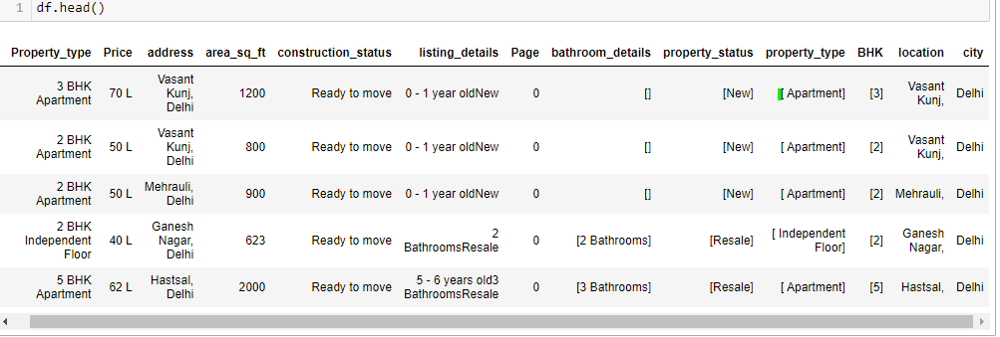 1 df.head()
Property_type Price address area_sq_ft construction_status listing_details Page bathroom_details property_status property_type BHK location city
3 BHK Apartment 70 L Vasant Kunj, Delhi 1200 Ready to move 0 - 1 year oldNew 0 [] [New] [ Apartment] [3] Vasant Kunj, Delhi
2 BHK Apartment 50 L Vasant Kunj, Delhi 800 Ready to move 0 - 1 year oldNew 0 [] [New] [ Apartment] [2] Vasant Kunj, Delhi
2 BHK Apartment 50 L Mehrauli, Delhi 900 Ready to move 0 - 1 year oldNew 0 [] [New] [ Apartment] [2] Mehrauli, Delhi
2 BHK Independent Floor 40 L Ganesh Nagar, Delhi 623 Ready to move 2 BathroomsResale 0 [2 Bathrooms] [Resale] [ Independent Floor] [2] Ganesh Nagar, Delhi
5 BHK Apartment 62 L Hastsal, Delhi 2000 Ready to move 5 - 6 years old3 BathroomsResale 0 [3 Bathrooms] [Resale] [ Apartment] [5] Hastsal, Delhi